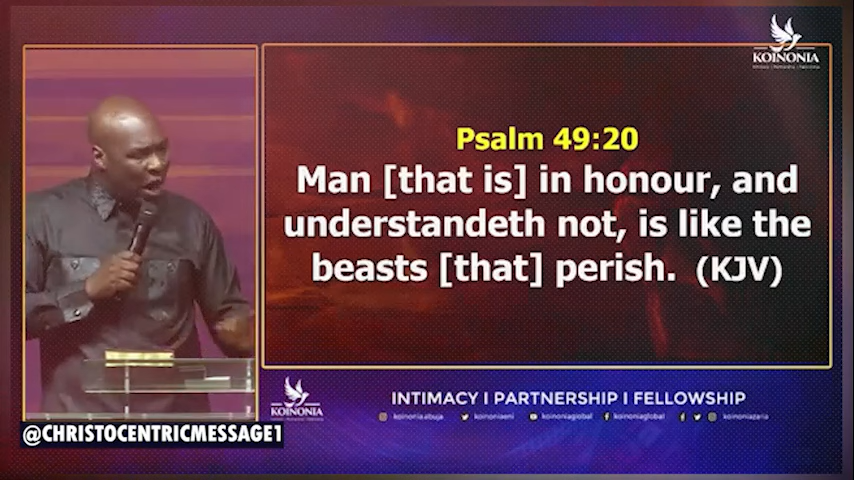 KOINONIA
Psalm 49:20
Man [that is] in honour, and
understandeth not, is like the
beasts [that] perish. (KJV)
KOINONIA
INTIMACY I PARTNERSHIP I FELLOWSHIP
koinonia.abuja koinoniaeni koinoniaglobal koinoniaglobal koinoniazaria
@CHRISTOCENTRICMESSAGE1